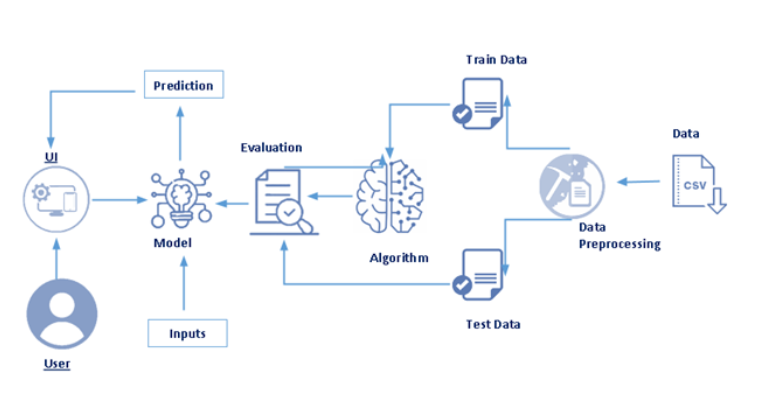 Train Data
Prediction
Data
Evaluation
UI
CSV
Model
Data
Preprocessing
Algorithm
Test Data
Inputs
User